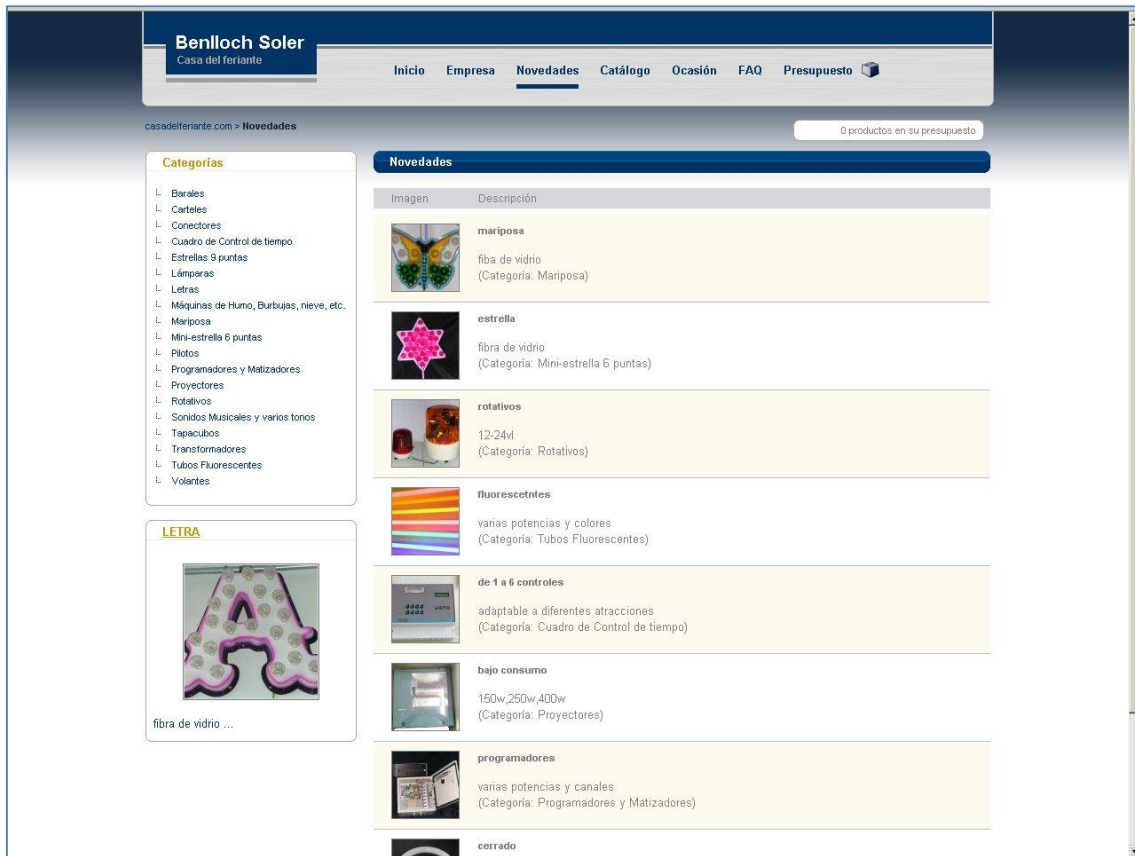 Benlloch Soler
Casa del feriante
Inicio Empresa Novedades Catálogo Ocasión FAQ Presupuesto
casadelferiante.com > Novedades
0 productos en su presupuesto
Categorías
Barales
Carteles
Conectores
Cuadro de Control de tiempo
Estrellas 9 puntas
Lámparas
Letras
Máquinas de Humo, Burbujas, nieve, etc.
Mariposa
Mini-estrella 6 puntas
Pilotos
Programadores y Matizadores
Proyectores
Rotativos
Sonidos Musicales y varios tonos
Tapacubos
Transformadores
Tubos Fluorescentes
Volantes
LETRA
fibra de vidrio ...
Novedades
Imagen Descripción
mariposa
fiba de vidrio
(Categoría: Mariposa)
estrella
fibra de vidrio
(Categoría: Mini-estrella 6 puntas)
rotativos
12-24vl
(Categoría: Rotativos)
fluorescetntes
varias potencias y colores
(Categoría: Tubos Fluorescentes)
de 1 a 6 controles
adaptable a diferentes atracciones
(Categoría: Cuadro de Control de tiempo)
bajo consumo
150w,250w,400w
(Categoría: Proyectores)
programadores
varias potencias y canales
(Categoría: Programadores y Matizadores)
cerrado